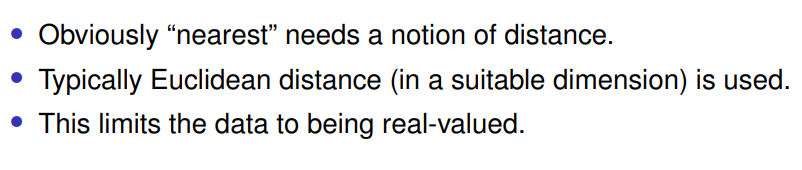 • Obviously “nearest” needs a notion of distance.
• Typically Euclidean distance (in a suitable dimension) is used.
• This limits the data to being real-valued.